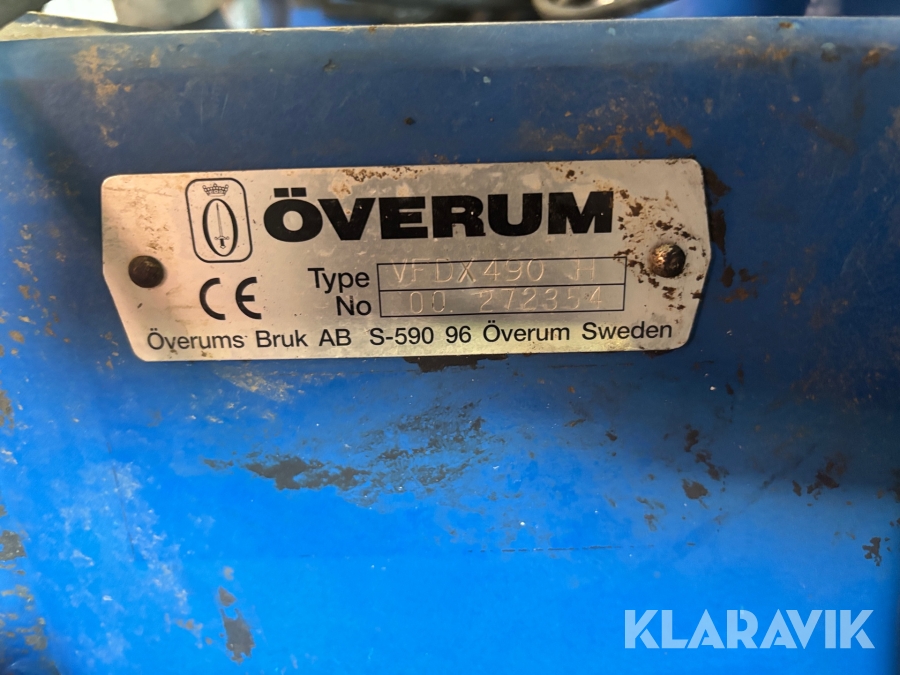 ÖVERUM
Type VFDX490 H
No 00. 272354
CE
Överums Bruk AB S-590 96 Överum Sweden
KLARAVIK